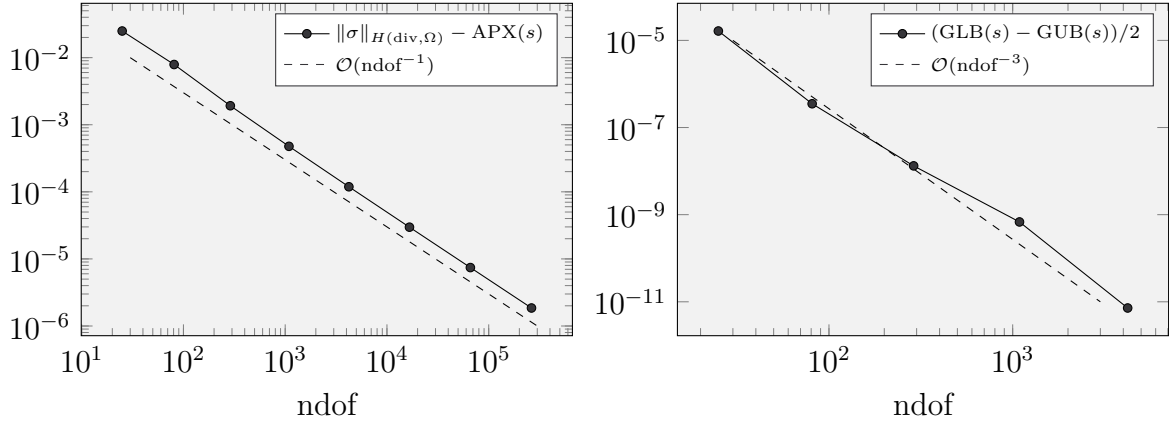 10^{-2}
10^{-3}
10^{-4}
10^{-5}
10^{-6}
10^1 10^2 10^3 10^4 10^5
ndof
‖σ‖_{H(div,Ω)} − APX(s)
O(ndof^{−1})
10^{-5}
10^{-7}
10^{-9}
10^{-11}
10^2 10^3
ndof
(GLB(s) − GUB(s))/2
O(ndof^{−3})